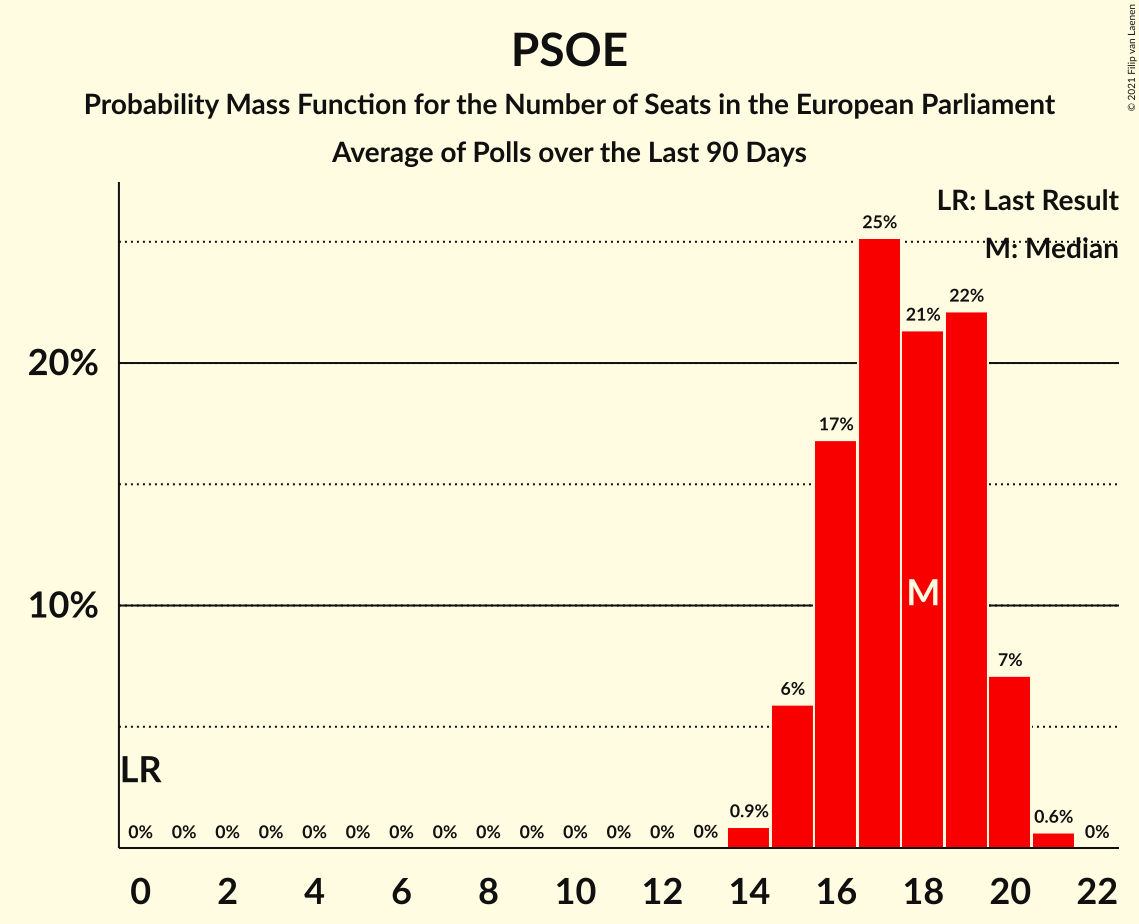 PSOE
Probability Mass Function for the Number of Seats in the European Parliament
Average of Polls over the Last 90 Days
© 2021 Filip van Laenen
LR: Last Result
M: Median
25%
22%
21%
20%
17%
M
10%
7%
6%
LR
0.9%
0.6%
0% 0% 0% 0% 0% 0% 0% 0% 0% 0% 0% 0% 0% 0% 0%
0 2 4 6 8 10 12 14 16 18 20 22